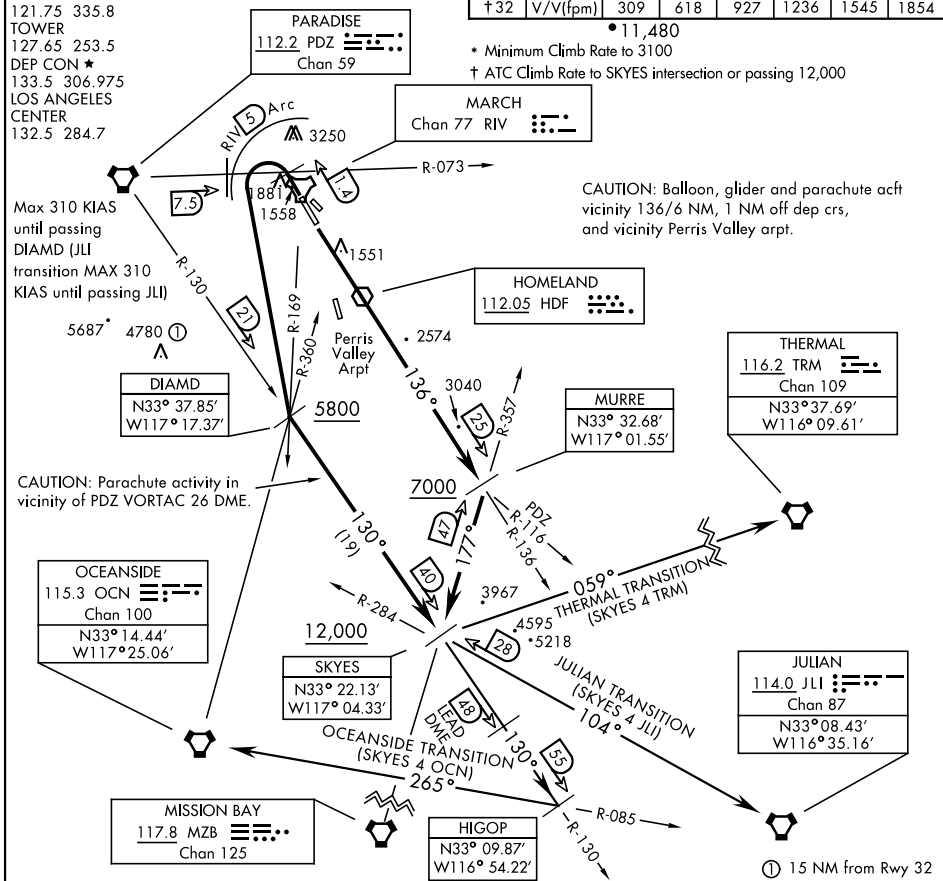 121.75 335.8
TOWER
127.65 253.5
DEP CON ★
133.5 306.975
LOS ANGELES
CENTER
132.5 284.7
†32 V/V(fpm) 309 618 927 1236 1545 1854
•11,480
* Minimum Climb Rate to 3100
† ATC Climb Rate to SKYES intersection or passing 12,000
PARADISE
112.2 PDZ
Chan 59
MARCH
Chan 77 RIV
RIV 5 Arc
3250
R-073
1881
1558
1.4
7.5
CAUTION: Balloon, glider and parachute acft
vicinity 136/6 NM, 1 NM off dep crs,
and vicinity Perris Valley arpt.
Max 310 KIAS
until passing
DIAMD (JLI
transition MAX 310
KIAS until passing JLI)
R-130
21
R-169
R-360
1551
HOMELAND
112.05 HDF
5687
4780 ①
Perris
Valley
Arpt
2574
136°
3040
25
R-357
THERMAL
116.2 TRM
Chan 109
N33° 37.69'
W116° 09.61'
DIAMD
N33° 37.85'
W117° 17.37'
5800
MURRE
N33° 32.68'
W117° 01.55'
7000
CAUTION: Parachute activity in
vicinity of PDZ VORTAC 26 DME.
130°
(19)
47
177°
PDZ
R-116
R-136
40
R-284
3967
059°
THERMAL TRANSITION
(SKYES 4 TRM)
OCEANSIDE
115.3 OCN
Chan 100
N33° 14.44'
W117° 25.06'
12,000
SKYES
N33° 22.13'
W117° 04.33'
28
4595
5218
JULIAN TRANSITION
(SKYES 4 JLI)
104°
JULIAN
114.0 JLI
Chan 87
N33° 08.43'
W116° 35.16'
48
LEAD
DME
130°
55
OCEANSIDE TRANSITION
(SKYES 4 OCN)
265°
R-085
R-130
MISSION BAY
117.8 MZB
Chan 125
HIGOP
N33° 09.87'
W116° 54.22'
① 15 NM from Rwy 32